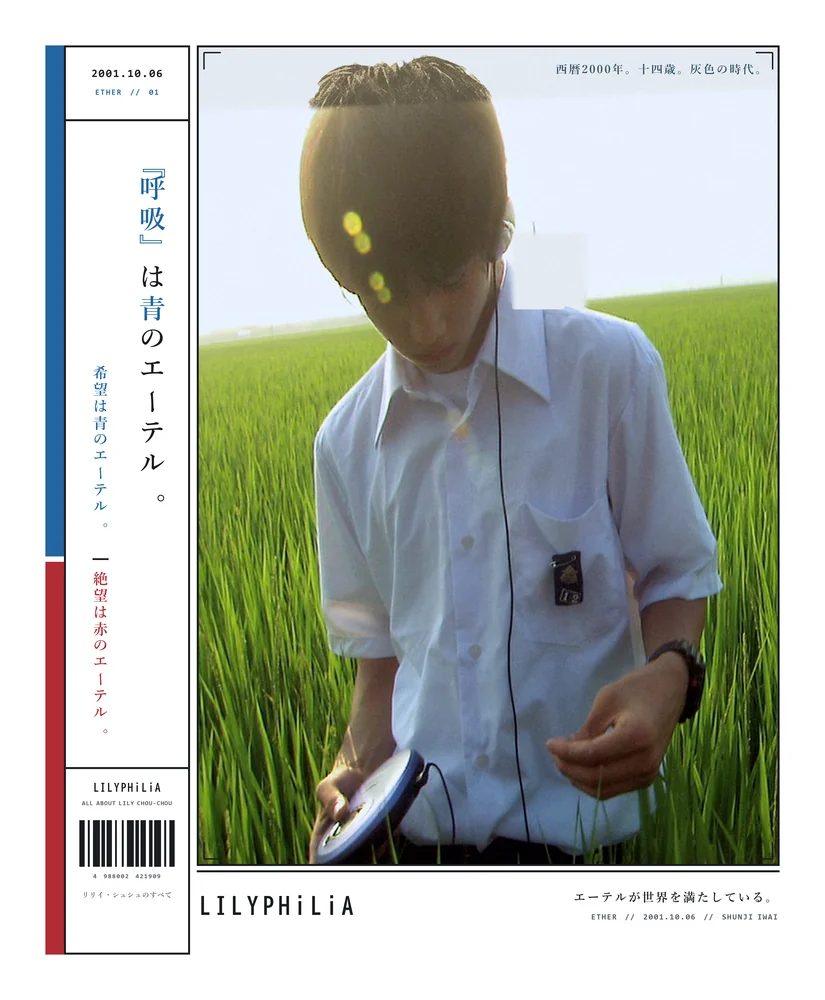 2001.10.06
ETHER // 01
『呼吸』は青のエーテル。
希望は青のエーテル。
絶望は赤のエーテル。
LILYPHiLiA
ALL ABOUT LILY CHOU-CHOU
4 988002 421909
リリイ・シュシュのすべて
西暦2000年。十四歳。灰色の時代。
12
LILYPHiLiA
エーテルが世界を満たしている。
ETHER // 2001.10.06 // SHUNJI IWAI